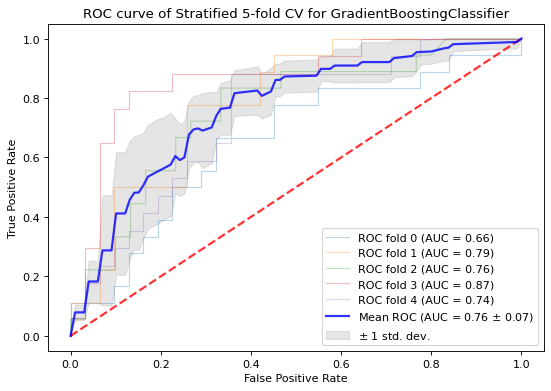 ROC curve of Stratified 5-fold CV for GradientBoostingClassifier
True Positive Rate
1.0
0.8
0.6
0.4
0.2
0.0
0.0 0.2 0.4 0.6 0.8 1.0
False Positive Rate
ROC fold 0 (AUC = 0.66)
ROC fold 1 (AUC = 0.79)
ROC fold 2 (AUC = 0.76)
ROC fold 3 (AUC = 0.87)
ROC fold 4 (AUC = 0.74)
Mean ROC (AUC = 0.76 ± 0.07)
± 1 std. dev.